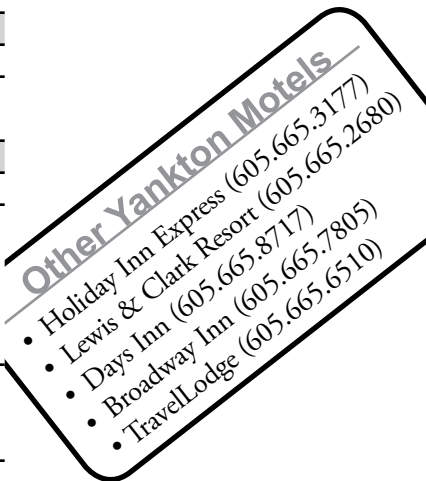 Other Yankton Motels
• Holiday Inn Express (605.665.3177)
• Lewis & Clark Resort (605.665.2680)
• Days Inn (605.665.8717)
• Broadway Inn (605.665.7805)
• TravelLodge (605.665.6510)